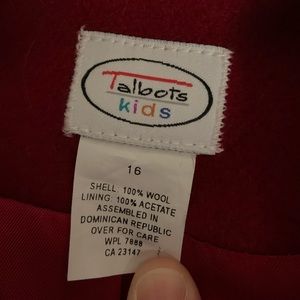 Talbots
kids
16
SHELL: 100% WOOL
LINING: 100% ACETATE
ASSEMBLED IN
DOMINICAN REPUBLIC
OVER FOR CARE
WPL 7888
CA 23147